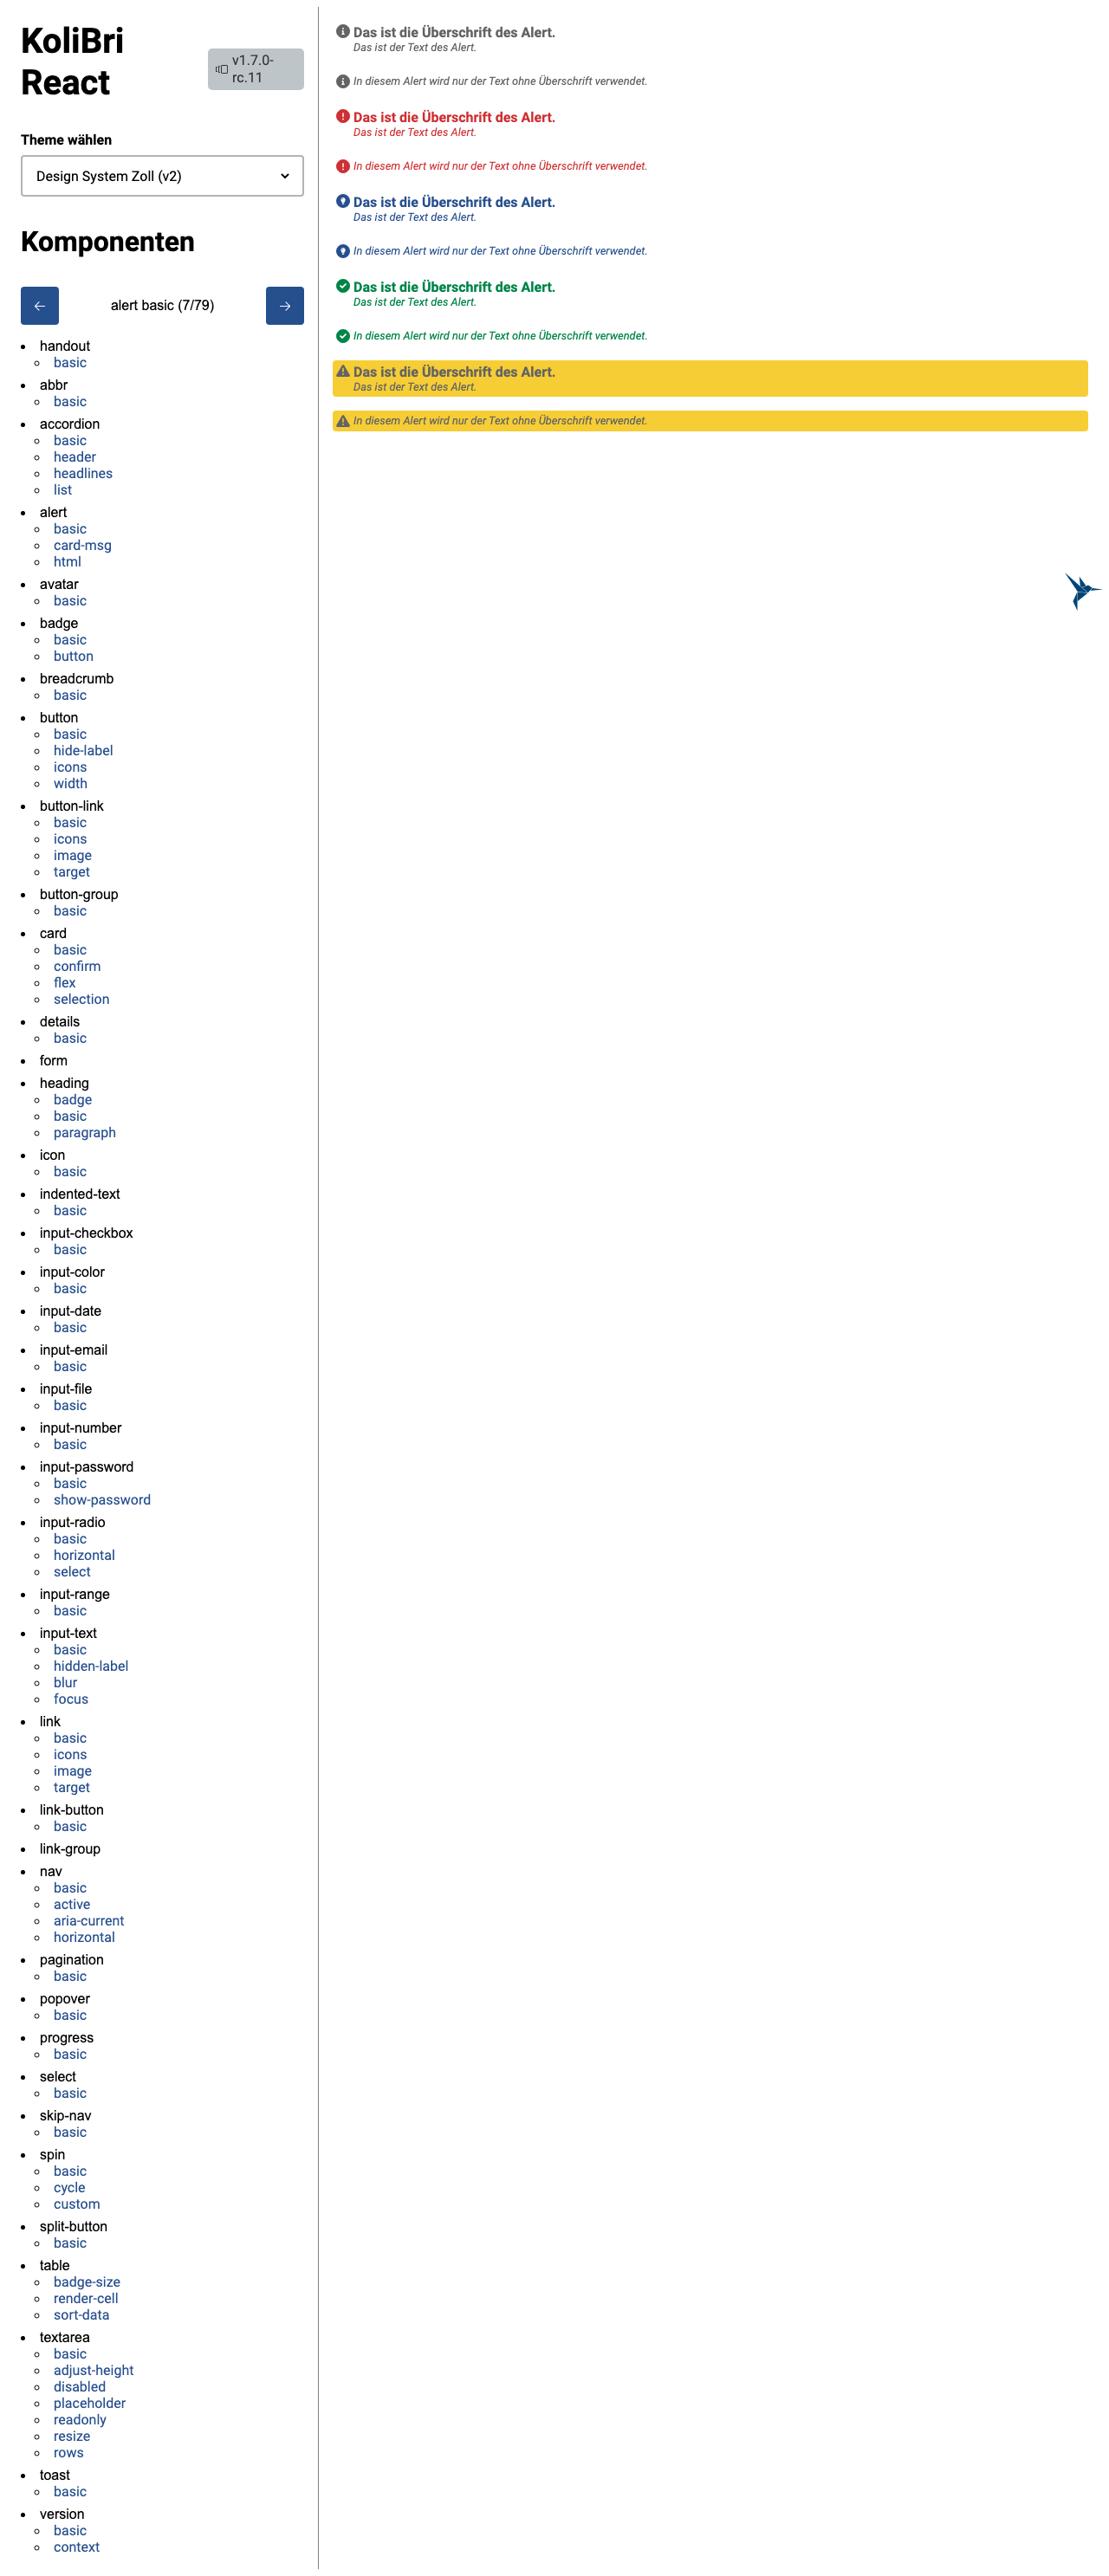 KoliBri
React
v1.7.0-
rc.11
Theme wählen
Design System Zoll (v2)
Komponenten
alert basic (7/79)
handout
basic
abbr
basic
accordion
basic
header
headlines
list
alert
basic
card-msg
html
avatar
basic
badge
basic
button
breadcrumb
basic
button
basic
hide-label
icons
width
button-link
basic
icons
image
target
button-group
basic
card
basic
confirm
flex
selection
details
basic
form
heading
badge
basic
paragraph
icon
basic
indented-text
basic
input-checkbox
basic
input-color
basic
input-date
basic
input-email
basic
input-file
basic
input-number
basic
input-password
basic
show-password
input-radio
basic
horizontal
select
input-range
basic
input-text
basic
hidden-label
blur
focus
link
basic
icons
image
target
link-button
basic
link-group
nav
basic
active
aria-current
horizontal
pagination
basic
popover
basic
progress
basic
select
basic
skip-nav
basic
spin
basic
cycle
custom
split-button
basic
table
badge-size
render-cell
sort-data
textarea
basic
adjust-height
disabled
placeholder
readonly
resize
rows
toast
basic
version
basic
context
Das ist die Überschrift des Alert.
Das ist der Text des Alert.
In diesem Alert wird nur der Text ohne Überschrift verwendet.
Das ist die Überschrift des Alert.
Das ist der Text des Alert.
In diesem Alert wird nur der Text ohne Überschrift verwendet.
Das ist die Überschrift des Alert.
Das ist der Text des Alert.
In diesem Alert wird nur der Text ohne Überschrift verwendet.
Das ist die Überschrift des Alert.
Das ist der Text des Alert.
In diesem Alert wird nur der Text ohne Überschrift verwendet.
Das ist die Überschrift des Alert.
Das ist der Text des Alert.
In diesem Alert wird nur der Text ohne Überschrift verwendet.